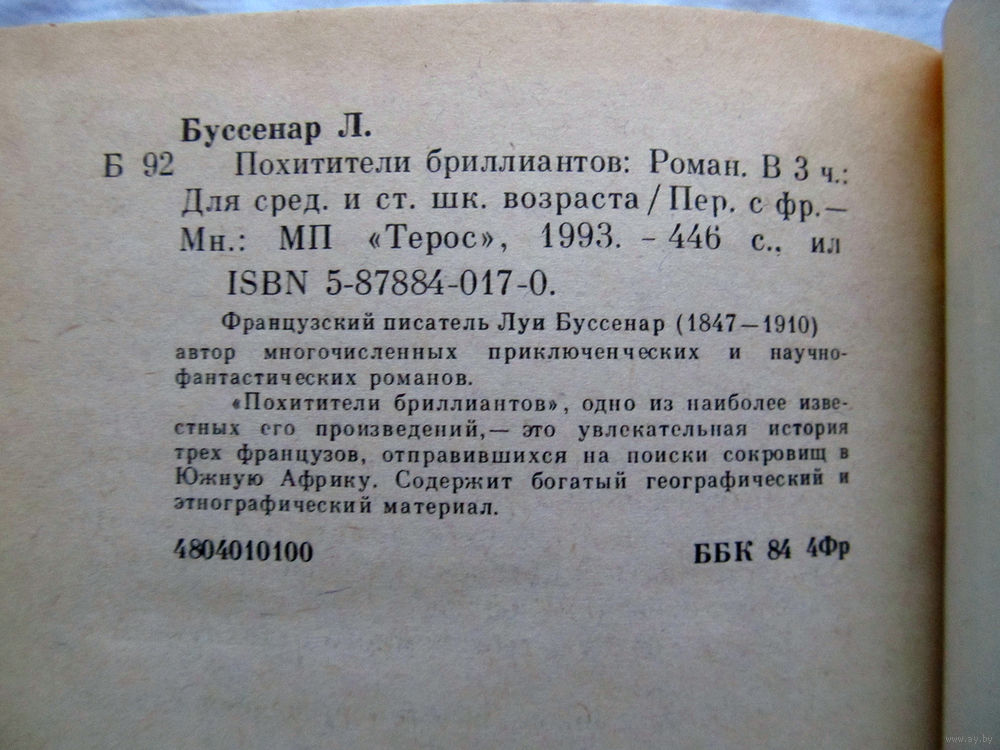 Буссенар Л.
Б 92 Похитители бриллиантов: Роман. В 3 ч.:
Для сред. и ст. шк. возраста / Пер. с фр.—
Мн.: МП «Терос», 1993. – 446 с., ил
ISBN 5-87884-017-0.
Французский писатель Луи Буссенар (1847—1910)
автор многочисленных приключенческих и научно-
фантастических романов.
«Похитители бриллиантов», одно из наиболее изве-
стных его произведений,— это увлекательная история
трех французов, отправившихся на поиски сокровищ в
Южную Африку. Содержит богатый географический и
этнографический материал.
4804010100 ББК 84 4Фр
www.ay.by